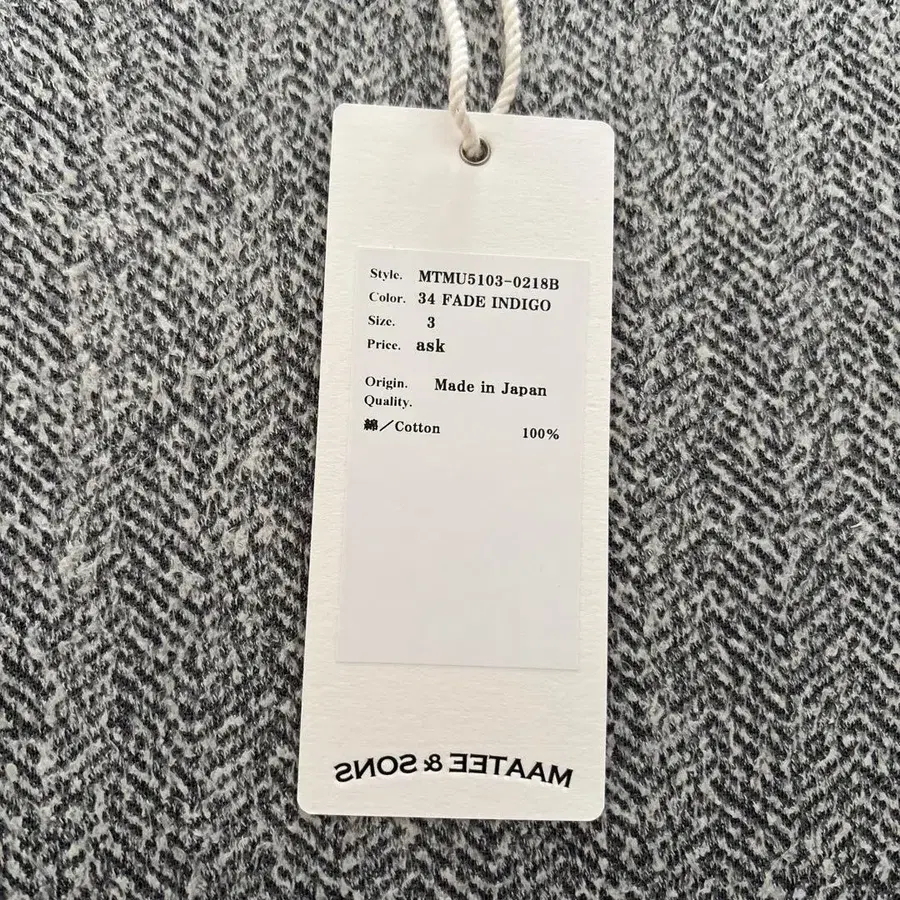 Style. MTMU5103-0218B
Color. 34 FADE INDIGO
Size. 3
Price. ask
Origin. Made in Japan
Quality.
綿／Cotton 100%
MAATEE & SONS